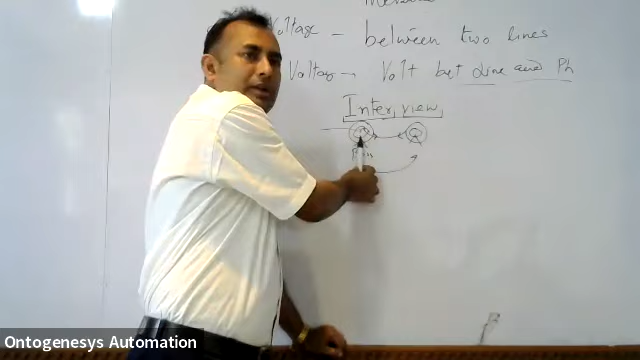 Voltage - between two lines
Voltage → Volt bet Line and Ph
Interview
Ontogenesys Automation